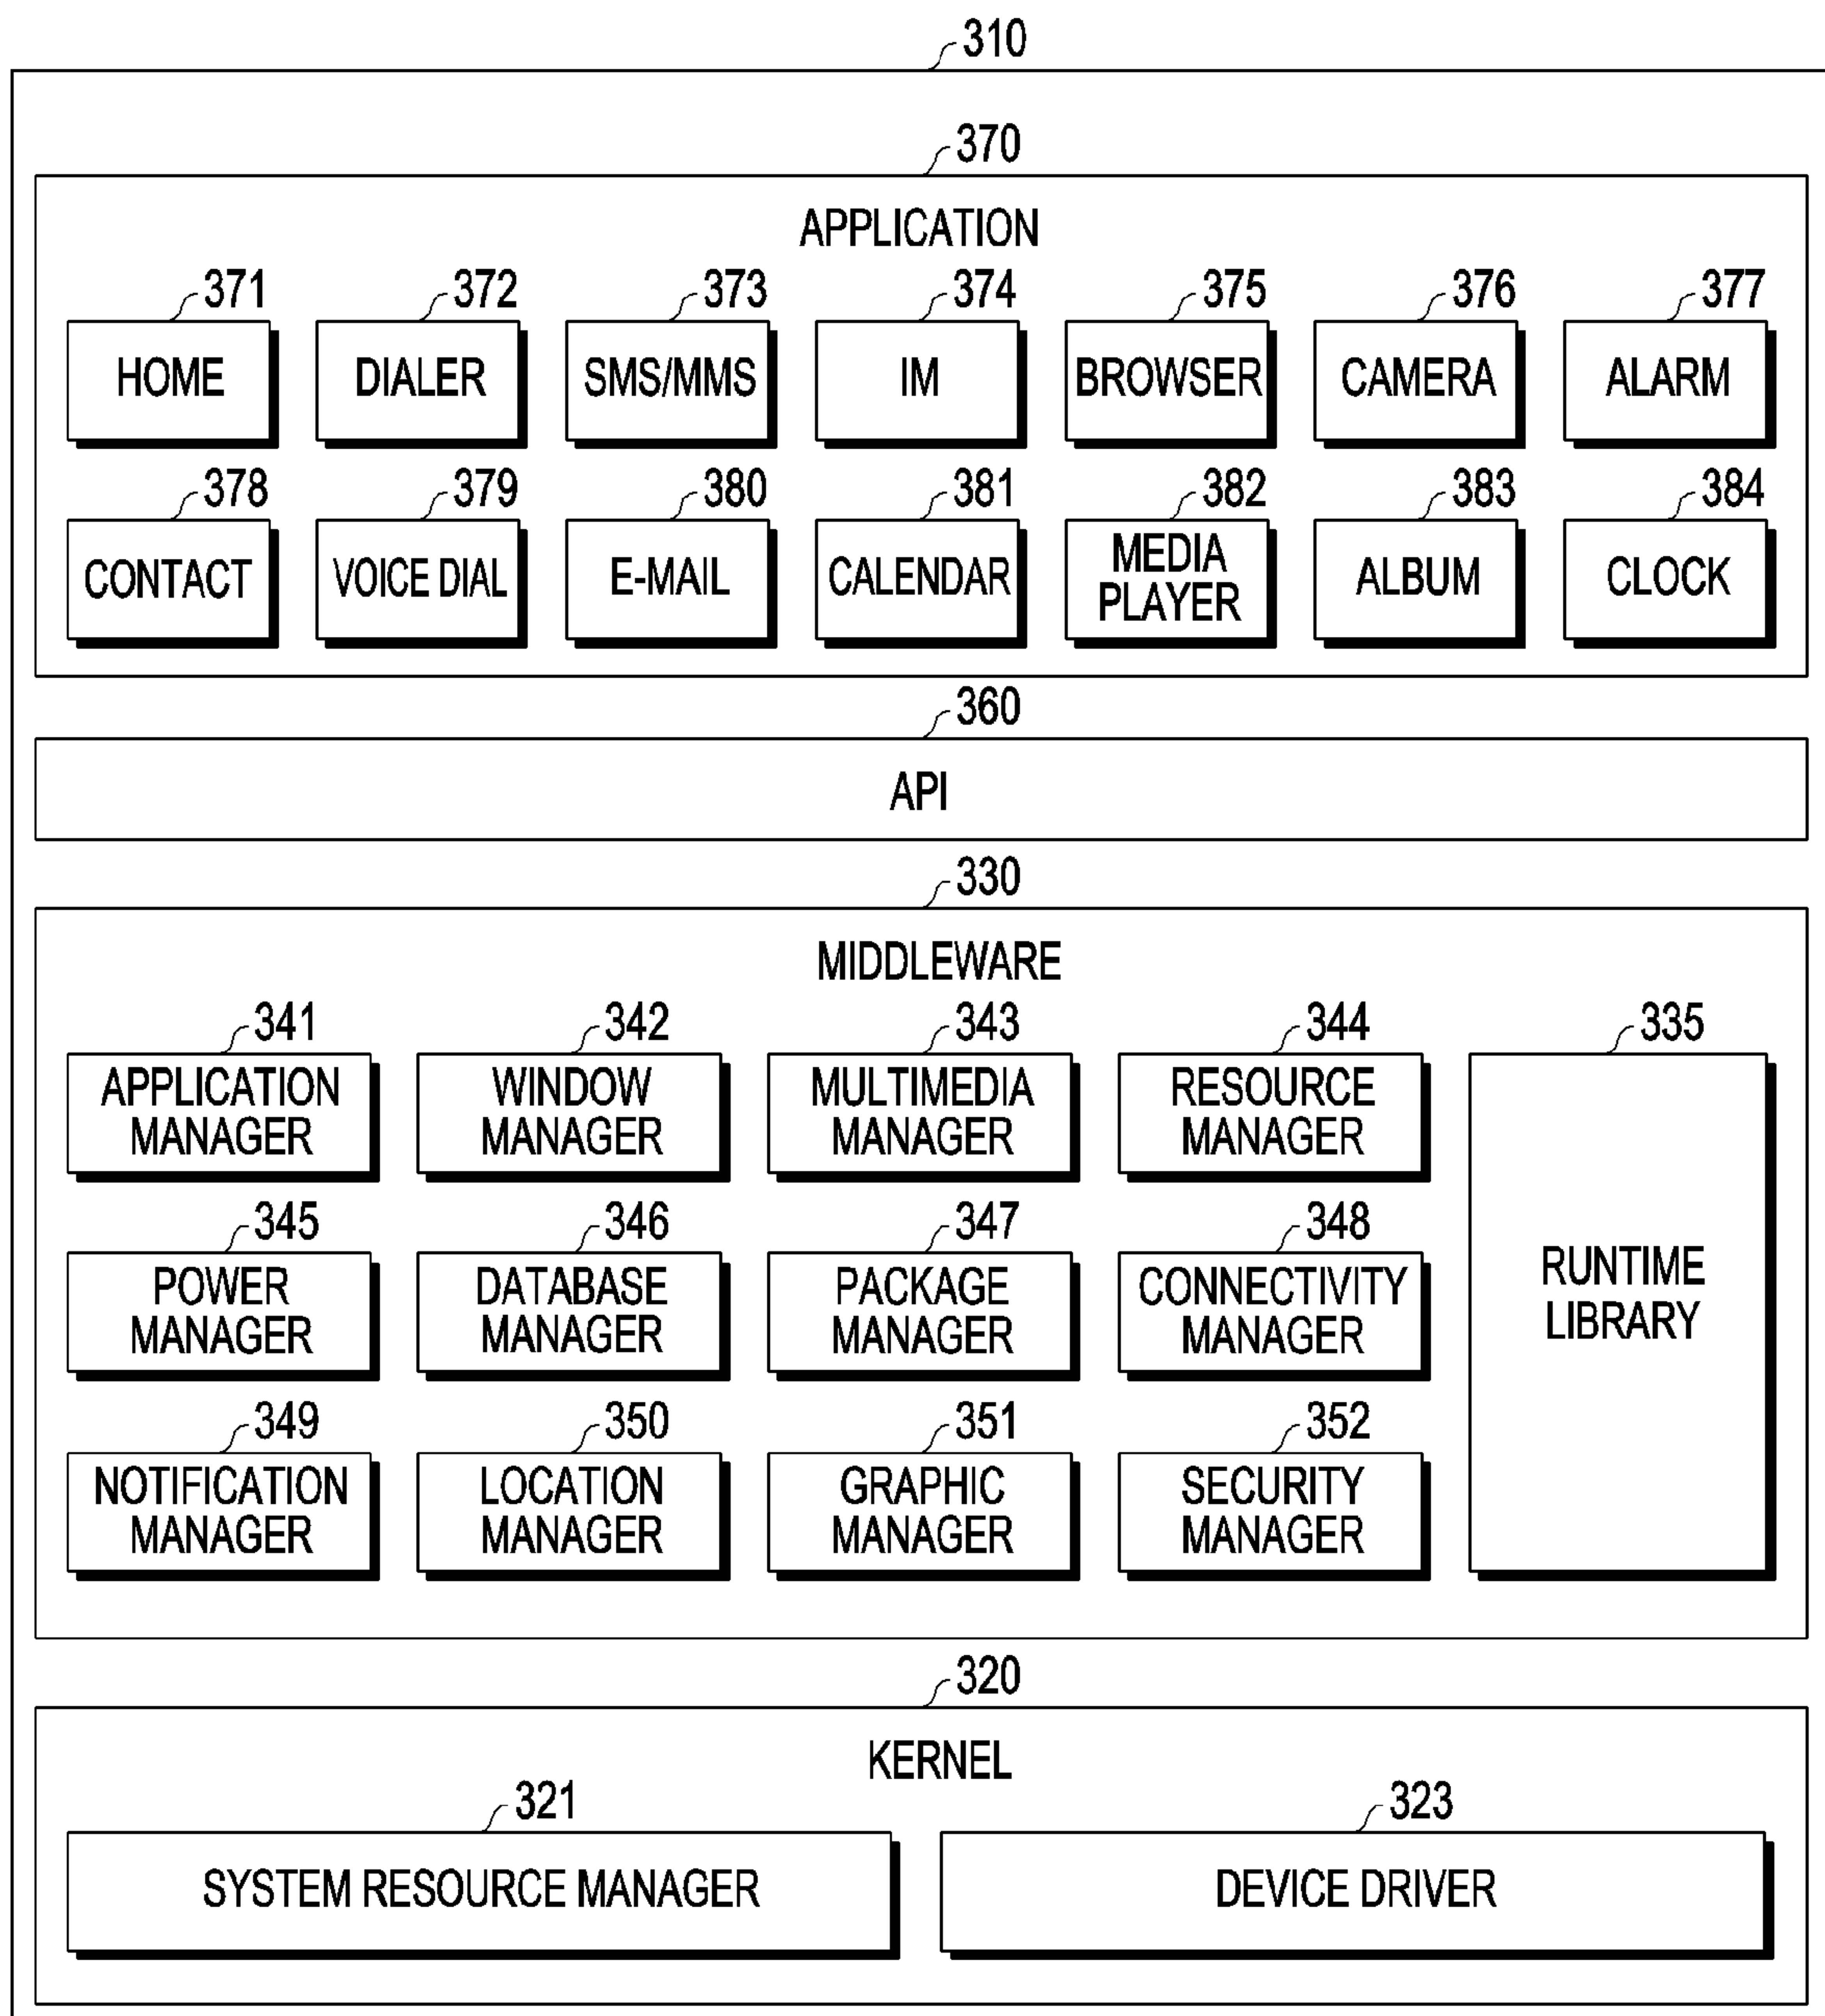 310
370
APPLICATION
371 372 373 374 375 376 377
HOME DIALER SMS/MMS IM BROWSER CAMERA ALARM
378 379 380 381 382 383 384
CONTACT VOICE DIAL E-MAIL CALENDAR MEDIA PLAYER ALBUM CLOCK
360
API
330
MIDDLEWARE
341 342 343 344 335
APPLICATION MANAGER WINDOW MANAGER MULTIMEDIA MANAGER RESOURCE MANAGER
345 346 347 348
POWER MANAGER DATABASE MANAGER PACKAGE MANAGER CONNECTIVITY MANAGER RUNTIME LIBRARY
349 350 351 352
NOTIFICATION MANAGER LOCATION MANAGER GRAPHIC MANAGER SECURITY MANAGER
320
KERNEL
321 323
SYSTEM RESOURCE MANAGER DEVICE DRIVER